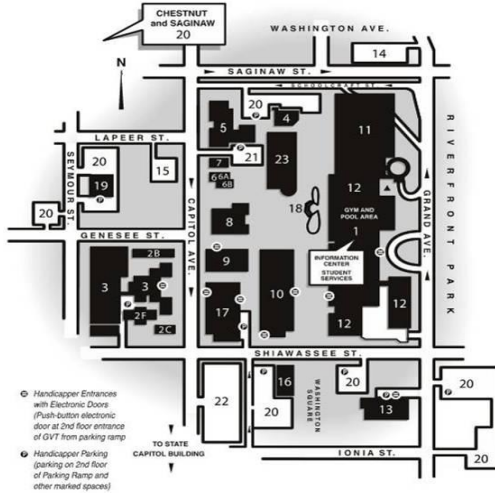 CHESTNUT
and SAGINAW
20
WASHINGTON AVE.
14
N
SAGINAW ST.
SCHOOLCRAFT ST.
20
4
5
11
LAPEER ST.
21
23
20
15
7
6 6A
6B
19
12
SEYMOUR ST.
CAPITOL AVE.
18
GYM AND
POOL AREA
GRAND AVE.
RIVERFRONT PARK
20
8
1
GENESEE ST.
INFORMATION
CENTER
STUDENT
SERVICES
2B
9
3
3
10
12
17
12
2F
2C
SHIAWASSEE ST.
22
16
20
20
20
WASHINGTON
SQUARE
13
Handicapper Entrances
with Electronic Doors
(Push-button electronic
door at 2nd floor entrance
of GVT from parking ramp
TO STATE
CAPITOL BUILDING
IONIA ST.
20
Handicapper Parking
(parking on 2nd floor
of Parking Ramp and
other marked spaces)